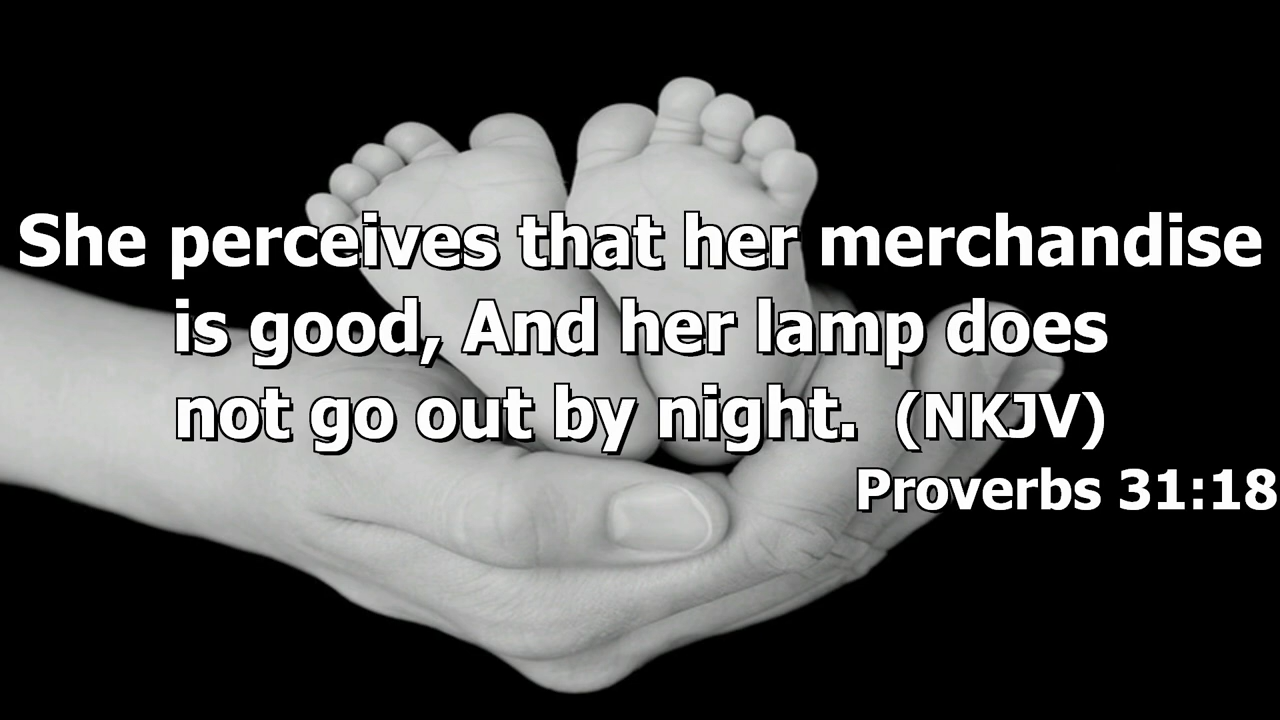 She perceives that her merchandise
is good, And her lamp does
not go out by night. (NKJV)
Proverbs 31:18